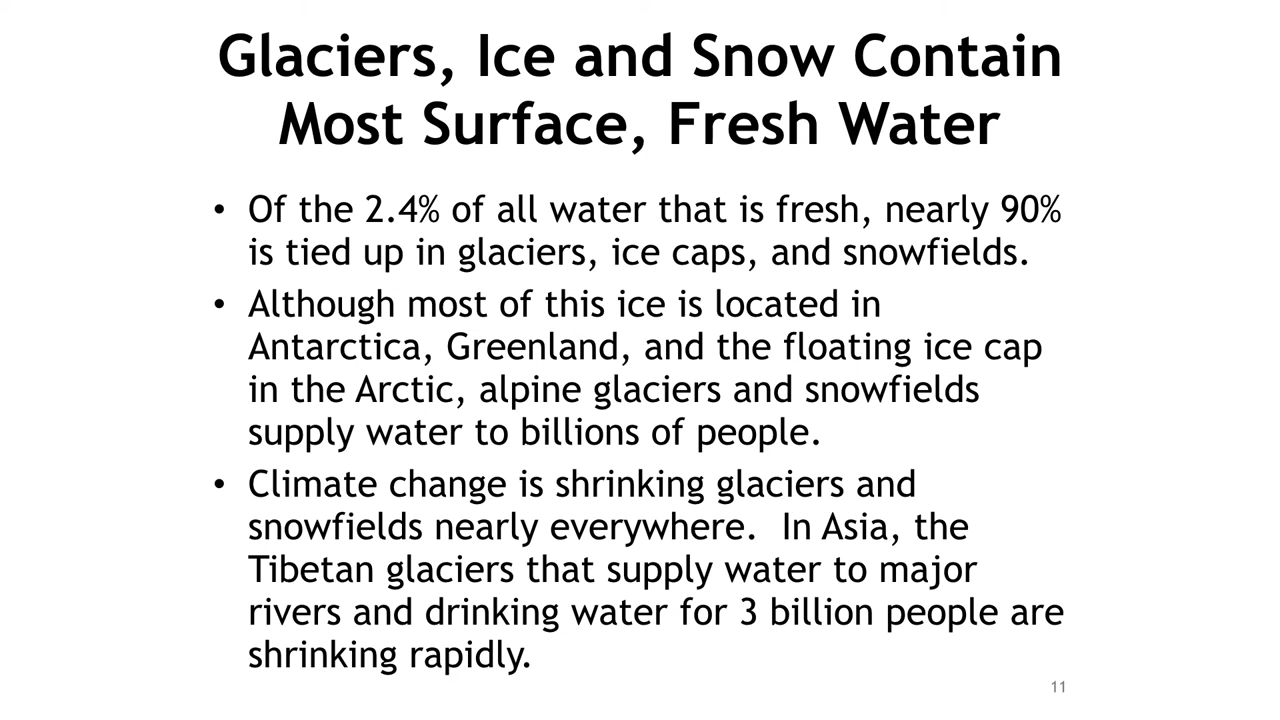 Glaciers, Ice and Snow Contain
Most Surface, Fresh Water
• Of the 2.4% of all water that is fresh, nearly 90%
is tied up in glaciers, ice caps, and snowfields.
• Although most of this ice is located in
Antarctica, Greenland, and the floating ice cap
in the Arctic, alpine glaciers and snowfields
supply water to billions of people.
• Climate change is shrinking glaciers and
snowfields nearly everywhere.  In Asia, the
Tibetan glaciers that supply water to major
rivers and drinking water for 3 billion people are
shrinking rapidly.
11